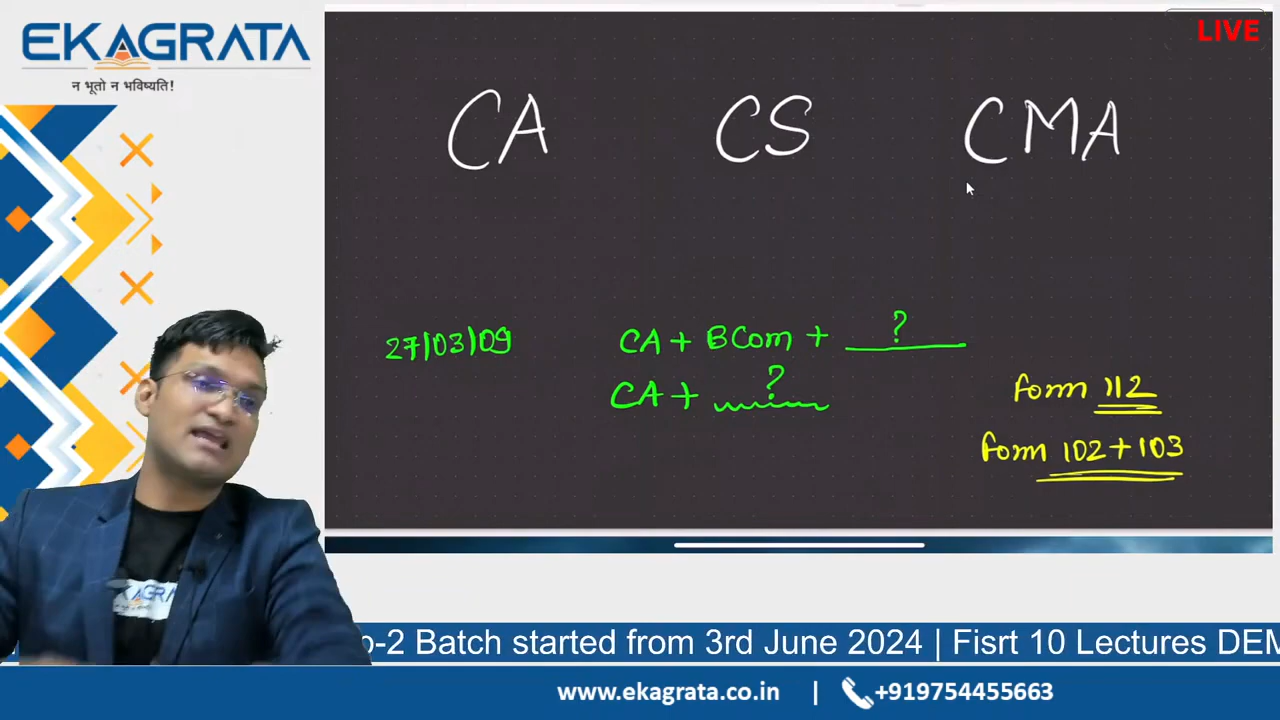 EKAGRATA
न भूतो न भविष्यति!
LIVE
CA CS CMA
27/03/09 CA + BCom + ?
CA + ?
form 112
form 102 + 103
EKAGRATA
-2 Batch started from 3rd June 2024 | Fisrt 10 Lectures DEM
www.ekagrata.co.in | +919754455663